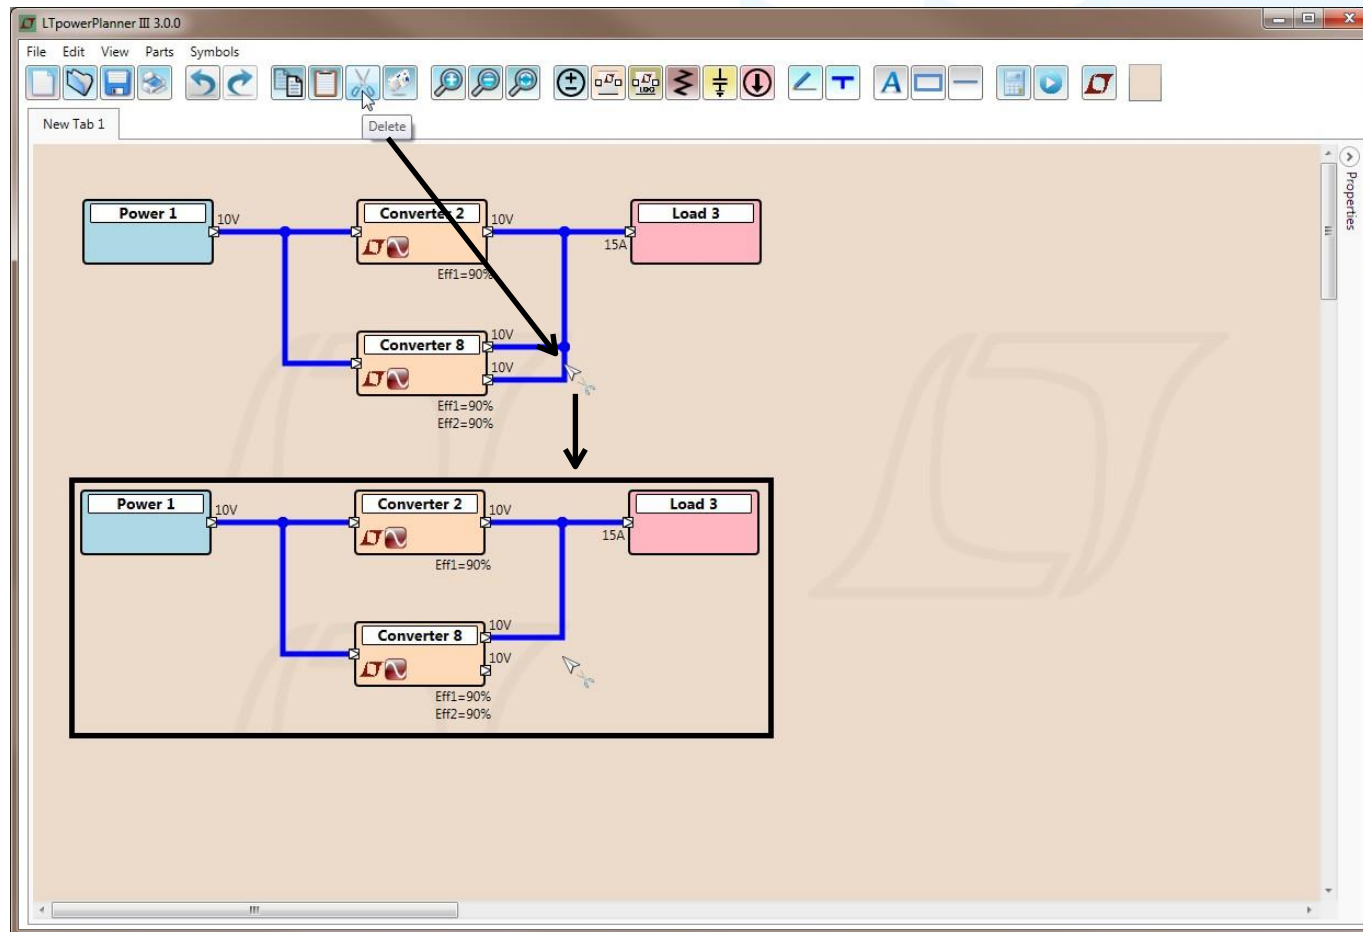 LTpowerPlanner III 3.0.0
File Edit View Parts Symbols
LDO
A
New Tab 1
Delete
Properties
Power 1
10V
Converter 2
10V
Load 3
15A
Eff1=90%
Converter 8
10V
10V
Eff1=90%
Eff2=90%
Power 1
10V
Converter 2
10V
Load 3
15A
Eff1=90%
Converter 8
10V
10V
Eff1=90%
Eff2=90%